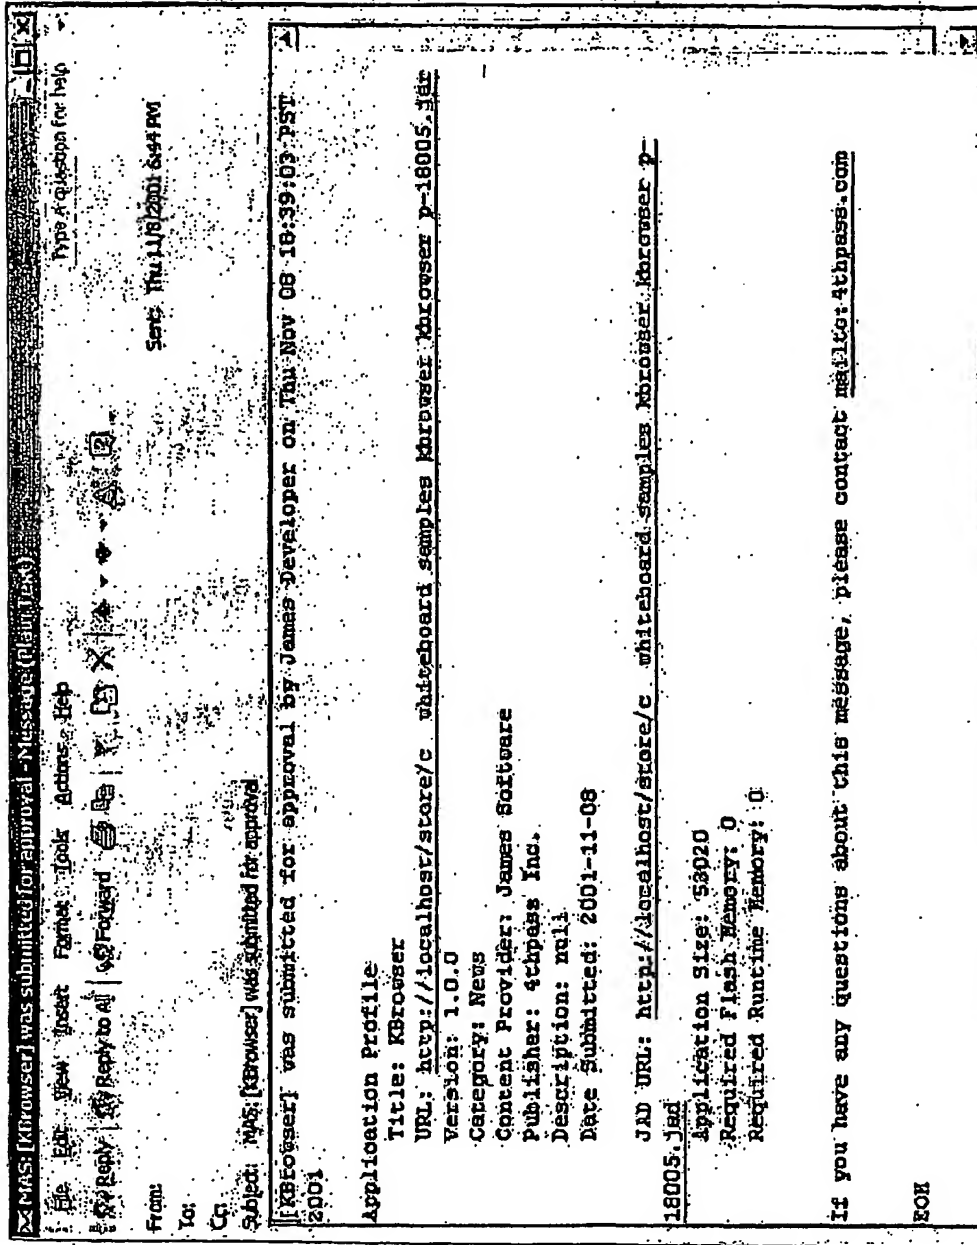 MAS: [KBrowser] was submitted for approval - Message (Plain Text)
File Edit View Insert Format Tools Actions Help Type A question for help
Reply Reply to All Forward
From: Sent: Thu 11/8/2001 6:44 PM
To:
Cc:
Subject: MAS: [KBrowser] was submitted for approval
[KBrowser] was submitted for approval by James Developer on Thu Nov 08 18:39:03 PST
2001
Application Profile
Title: KBrowser
URL: http://localhost/store/c whiteboard samples kbrowser kbrowser p-18005.jar
Version: 1.0.0
Category: News
Content Provider: James Software
Publisher: 4thpass Inc.
Description: null
Date Submitted: 2001-11-08
JAD URL: http://localhost/store/c whiteboard samples kbrowser kbrowser p-
18005.jad
Application Size: 53020
Required Flash Memory: 0
Required Runtime Memory: 0
If you have any questions about this message, please contact mailto:4thpass.com
EOM